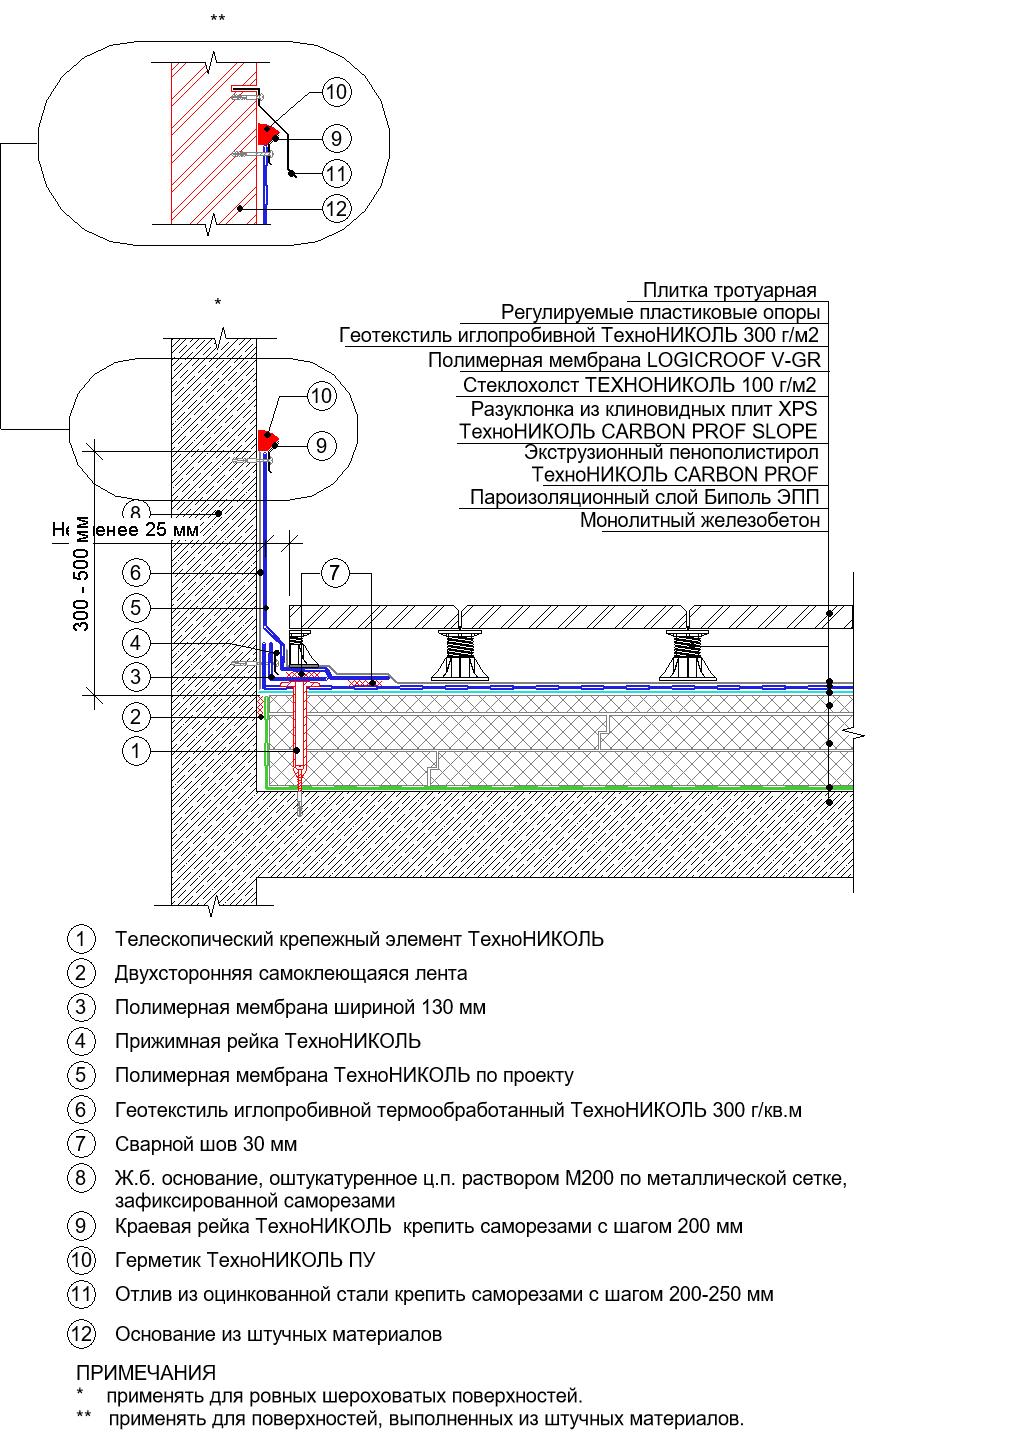 **
10
9
11
12
*
Плитка тротуарная
Регулируемые пластиковые опоры
Геотекстиль иглопробивной ТехноНИКОЛЬ 300 г/м2
Полимерная мембрана LOGICROOF V-GR
Стеклохолст ТЕХНОНИКОЛЬ 100 г/м2
Разуклонка из клиновидных плит XPS
ТехноНИКОЛЬ CARBON PROF SLOPE
Экструзионный пенополистирол
ТехноНИКОЛЬ CARBON PROF
Пароизоляционный слой Биполь ЭПП
Монолитный железобетон
10
9
8
Не менее 25 мм
300 - 500 мм
6
7
5
4
3
2
1
1 Телескопический крепежный элемент ТехноНИКОЛЬ
2 Двухсторонняя самоклеющаяся лента
3 Полимерная мембрана шириной 130 мм
4 Прижимная рейка ТехноНИКОЛЬ
5 Полимерная мембрана ТехноНИКОЛЬ по проекту
6 Геотекстиль иглопробивной термообработанный ТехноНИКОЛЬ 300 г/кв.м
7 Сварной шов 30 мм
8 Ж.б. основание, оштукатуренное ц.п. раствором М200 по металлической сетке,
зафиксированной саморезами
9 Краевая рейка ТехноНИКОЛЬ крепить саморезами с шагом 200 мм
10 Герметик ТехноНИКОЛЬ ПУ
11 Отлив из оцинкованной стали крепить саморезами с шагом 200-250 мм
12 Основание из штучных материалов
ПРИМЕЧАНИЯ
* применять для ровных шероховатых поверхностей.
** применять для поверхностей, выполненных из штучных материалов.